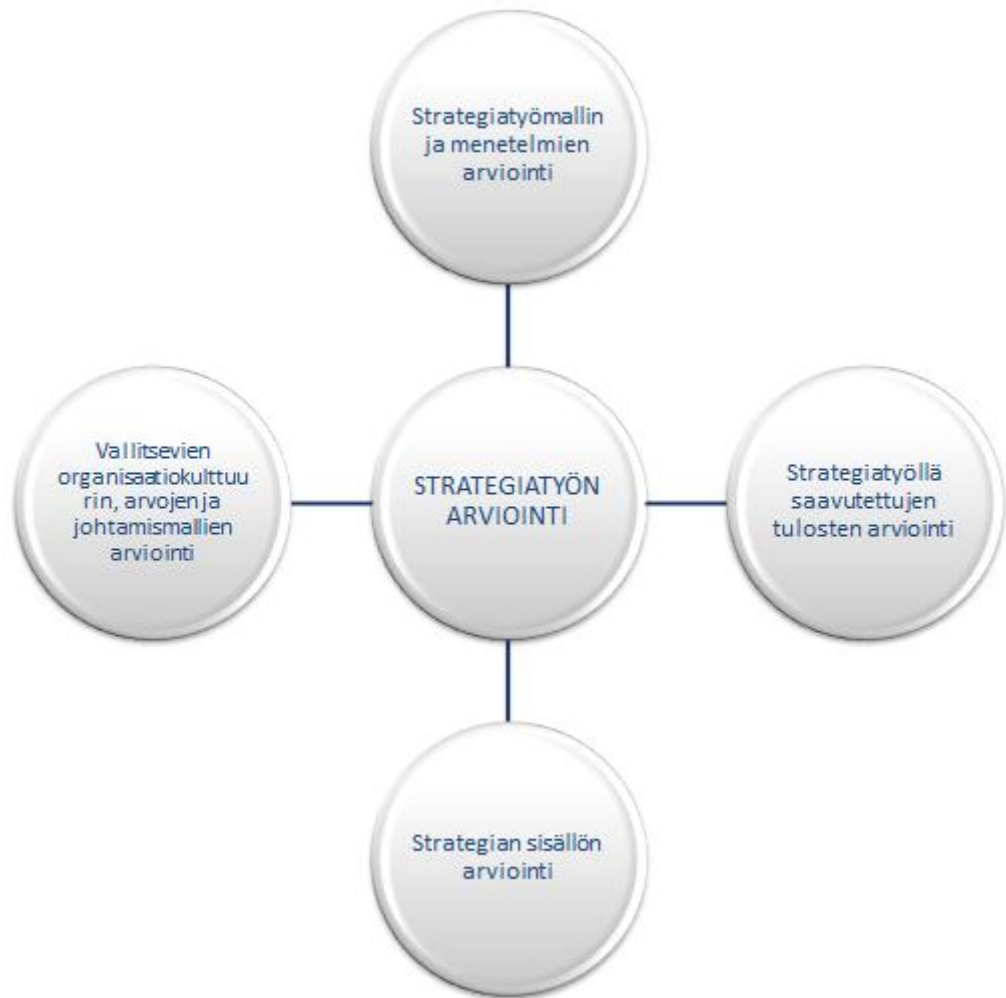 Strategiatyömallin
ja menetelmien
arviointi
Vallitsevien
organisaatiokulttuu
rin, arvojen ja
johtamismallien
arviointi
STRATEGIATYÖN
ARVIOINTI
Strategiatyöllä
saavutettujen
tulosten arviointi
Strategian sisällön
arviointi